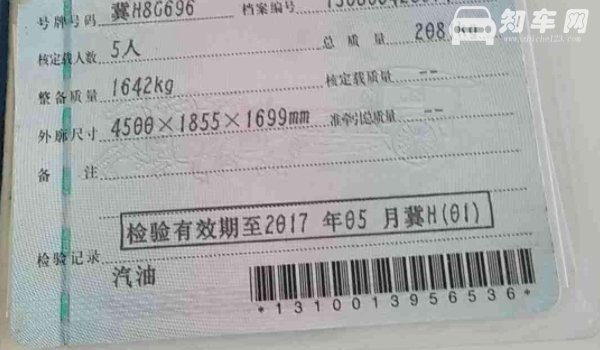 号牌号码 冀H8G696 档案编号
知车网
zhiche123.com
核定载人数 5人 总质量
整备质量 1642kg 核定载质量 --
外廓尺寸 4500×1855×1699mm 准牵引总质量 --
备注
检验有效期至2017 年05 月冀H(01)
检验记录
汽油
*1310013956536*